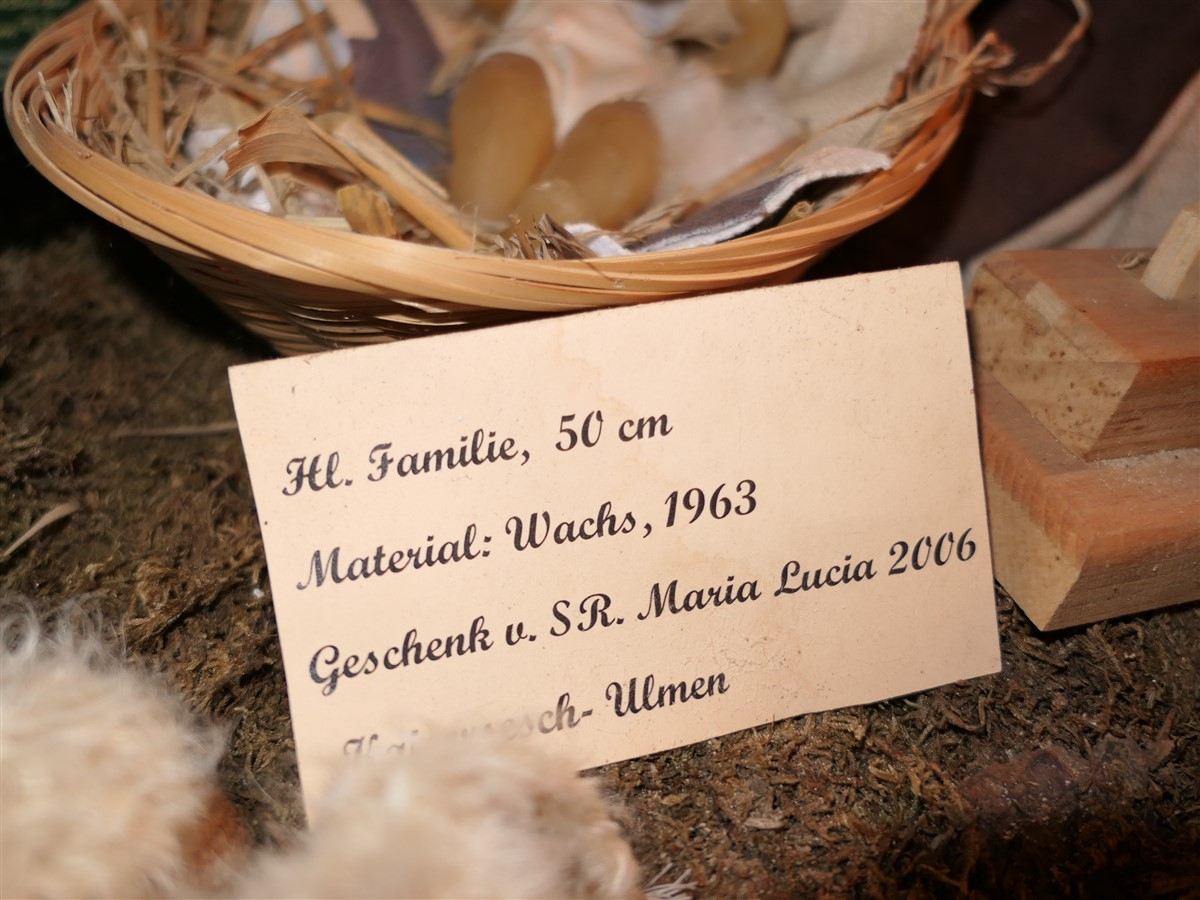 Hl. Familie, 50 cm
Material: Wachs, 1963
Geschenk v. SR. Maria Lucia 2006
- Ulmen